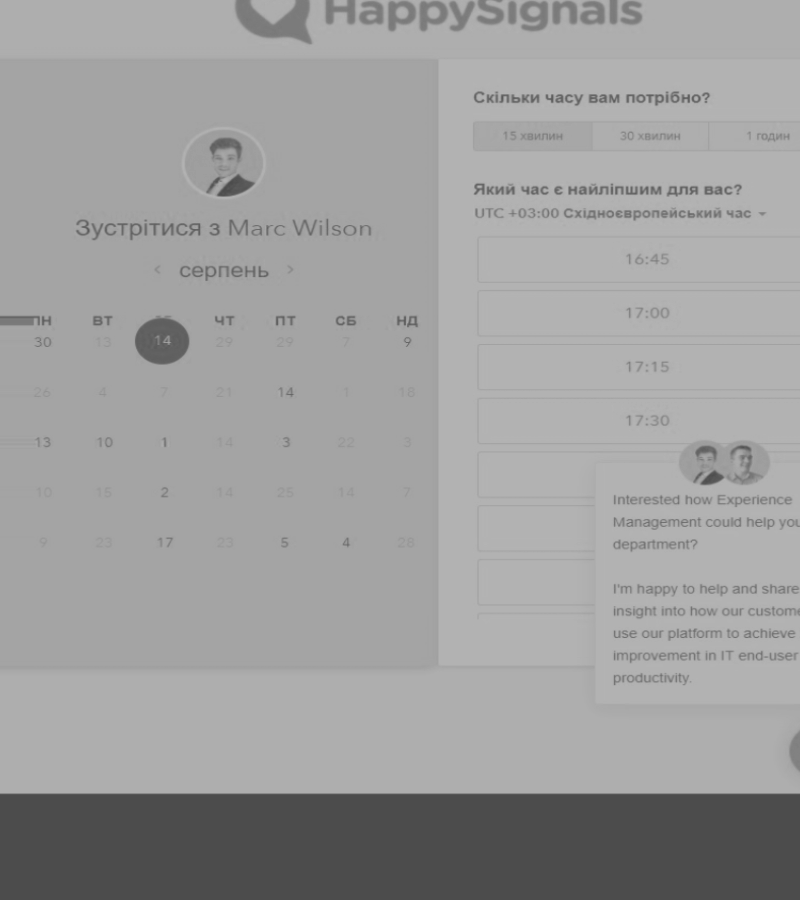 HappySignals
Зустрітися з Marc Wilson
серпень
ПН ВТ ЧТ ПТ СБ НД
30 13 14 29 29 7 9
26 4 7 21 14 1 18
13 10 1 14 3 22 3
10 15 2 14 25 14 7
9 23 17 23 5 4 28
Скільки часу вам потрібно?
15 хвилин 30 хвилин 1 годин
Який час є найліпшим для вас?
UTC +03:00 Східноєвропейський час
16:45
17:00
17:15
17:30
Interested how Experience
Management could help you
department?
I'm happy to help and share
insight into how our custome
use our platform to achieve
improvement in IT end-user
productivity.